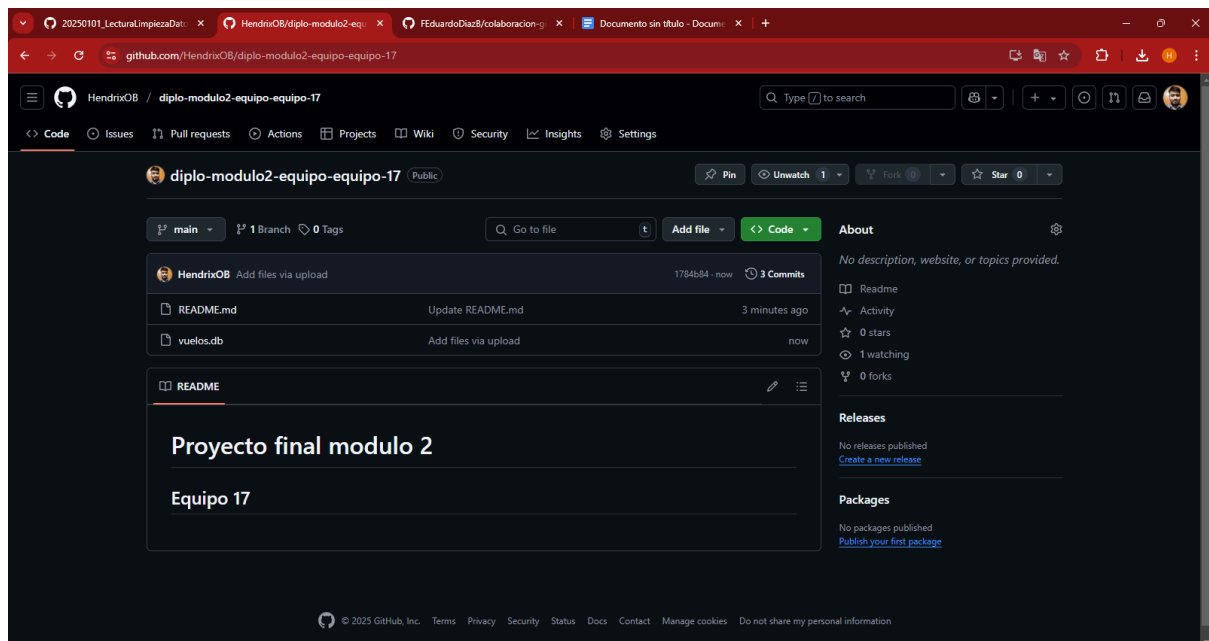 20250101_LecturaLimpiezaDato
HendrixOB/diplo-modulo2-equ
FEduardoDiazB/colaboracion-g
Documento sin título - Docume
github.com/HendrixOB/diplo-modulo2-equipo-equipo-17
H
HendrixOB / diplo-modulo2-equipo-equipo-17
Type / to search
Code Issues Pull requests Actions Projects Wiki Security Insights Settings
diplo-modulo2-equipo-equipo-17 Public
Pin Unwatch 1 Fork 0 Star 0
main 1 Branch 0 Tags Go to file t Add file Code
HendrixOB Add files via upload 1784b84 · now 3 Commits
README.md Update README.md 3 minutes ago
vuelos.db Add files via upload now
README
Proyecto final modulo 2
Equipo 17
About
No description, website, or topics provided.
Readme
Activity
0 stars
1 watching
0 forks
Releases
No releases published
Create a new release
Packages
No packages published
Publish your first package
© 2025 GitHub, Inc. Terms Privacy Security Status Docs Contact Manage cookies Do not share my personal information